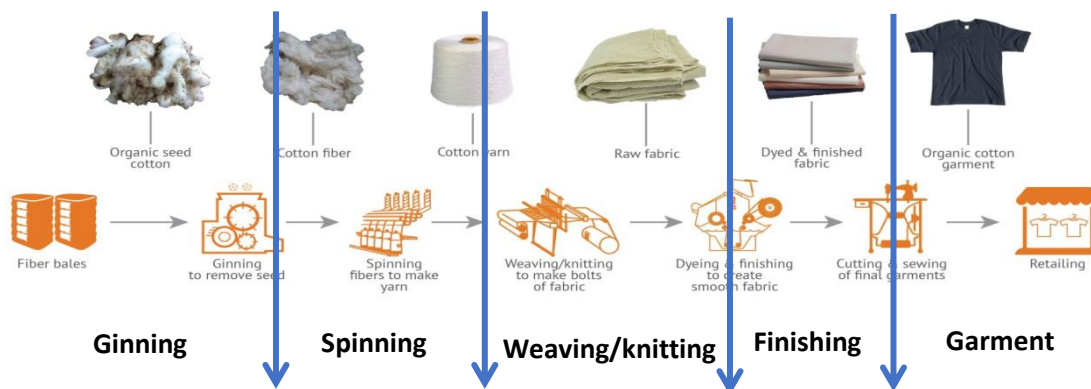 Organic seed
cotton
Cotton fiber
Cotton yarn
Raw fabric
Dyed & finished
fabric
Organic cotton
garment
Fiber bales
Ginning
to remove seed
Spinning
fibers to make
yarn
Weaving/knitting
to make bolts
of fabric
Dyeing & finishing
to create
smooth fabric
Cutting & sewing
of final garments
Retailing
Ginning
Spinning
Weaving/knitting
Finishing
Garment